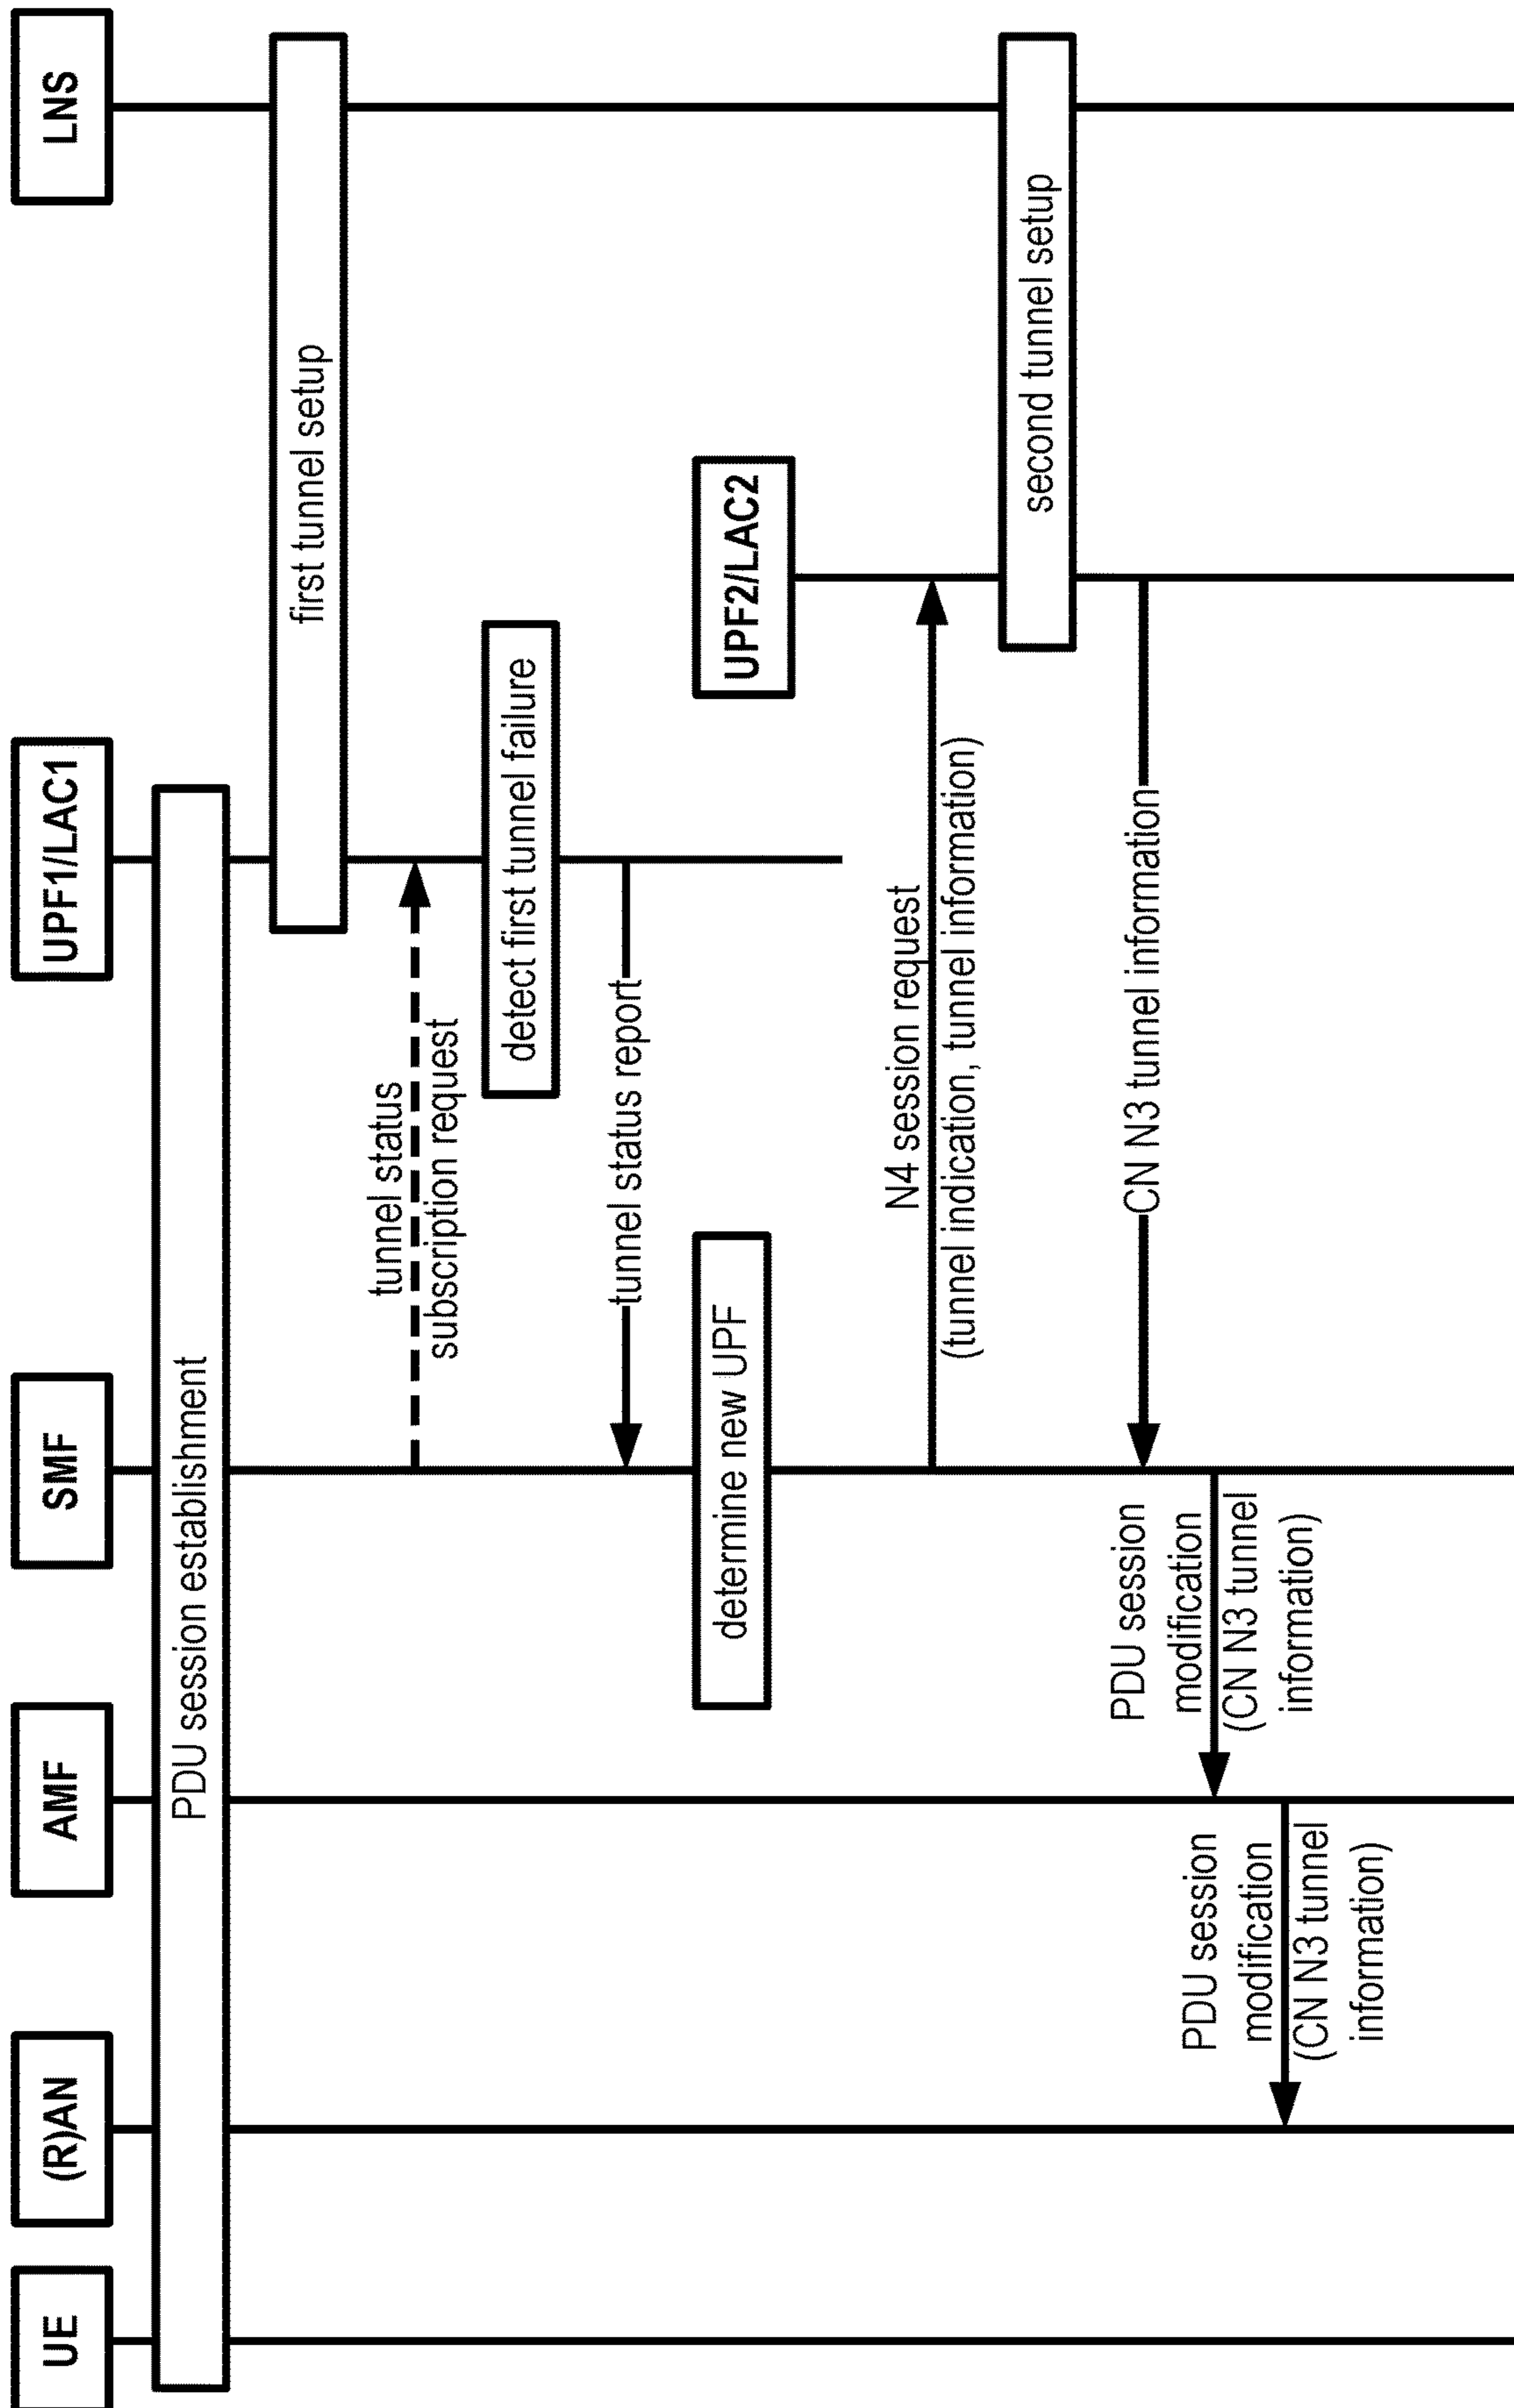 UE
(R)AN
AMF
SMF
UPF1/LAC1
LNS
PDU session establishment
first tunnel setup
tunnel status
subscription request
detect first tunnel failure
tunnel status report
determine new UPF
UPF2/LAC2
N4 session request
(tunnel indication, tunnel information)
second tunnel setup
CN N3 tunnel information
PDU session
modification
(CN N3 tunnel
information)
PDU session
modification
(CN N3 tunnel
information)